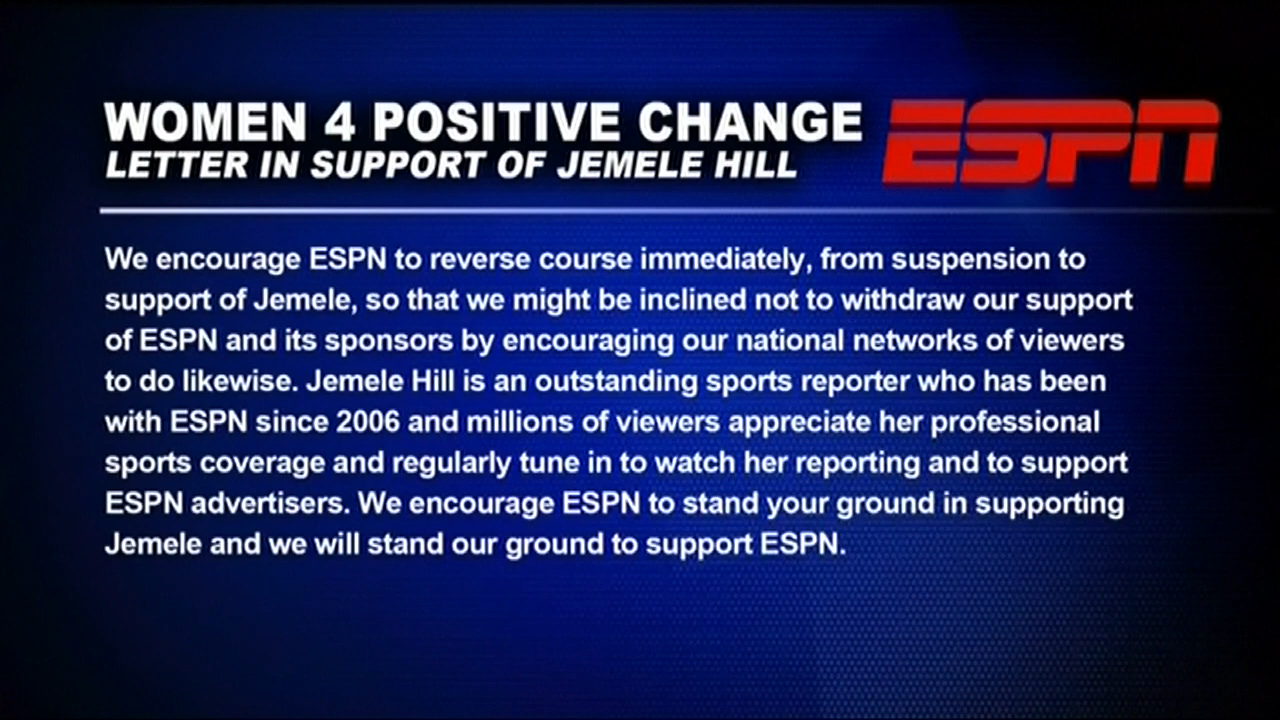 WOMEN 4 POSITIVE CHANGE
LETTER IN SUPPORT OF JEMELE HILL
ESPN
We encourage ESPN to reverse course immediately, from suspension to
support of Jemele, so that we might be inclined not to withdraw our support
of ESPN and its sponsors by encouraging our national networks of viewers
to do likewise. Jemele Hill is an outstanding sports reporter who has been
with ESPN since 2006 and millions of viewers appreciate her professional
sports coverage and regularly tune in to watch her reporting and to support
ESPN advertisers. We encourage ESPN to stand your ground in supporting
Jemele and we will stand our ground to support ESPN.